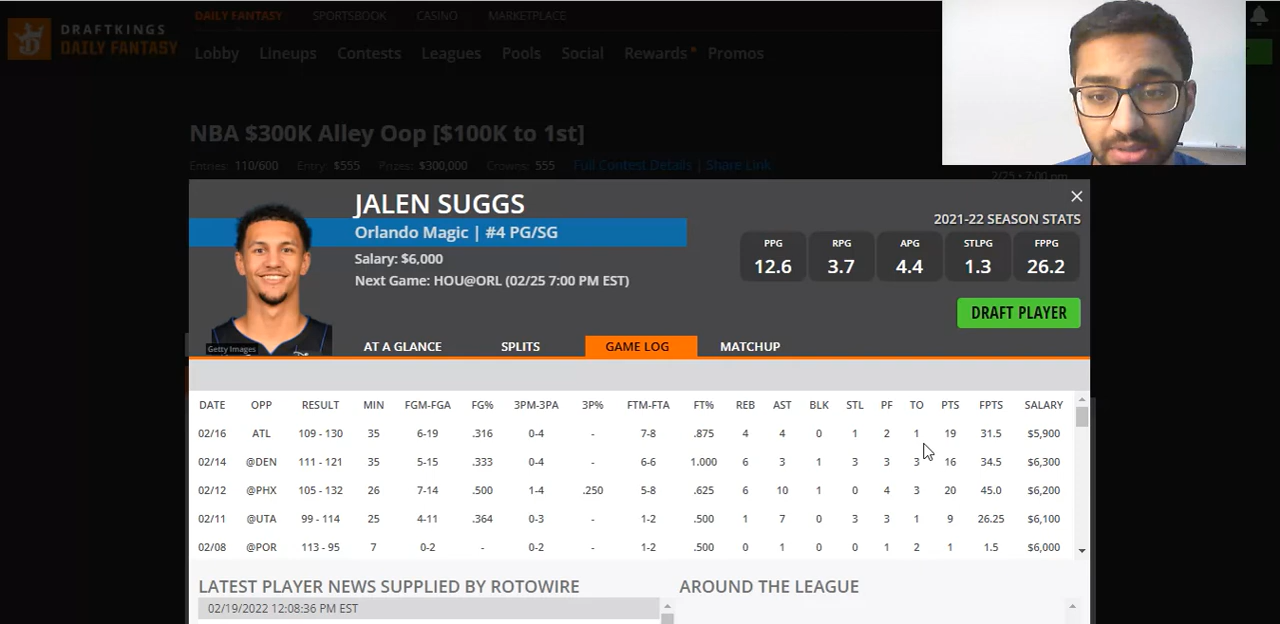 DRAFTKINGS
DAILY FANTASY
DAILY FANTASY SPORTSBOOK CASINO MARKETPLACE
Lobby Lineups Contests Leagues Pools Social Rewards Promos
NBA $300K Alley Oop [$100K to 1st]
Entries: 110/600 Entry: $555 Prizes: $300,000 Crowns: 555 Full Contest Details | Share Link
2/25 • 7:00 pm
JALEN SUGGS
Orlando Magic | #4 PG/SG
Salary: $6,000
Next Game: HOU@ORL (02/25 7:00 PM EST)
2021-22 SEASON STATS
PPG RPG APG STLPG FPPG
12.6 3.7 4.4 1.3 26.2
DRAFT PLAYER
Getty Images
AT A GLANCE SPLITS GAME LOG MATCHUP
DATE OPP RESULT MIN FGM-FGA FG% 3PM-3PA 3P% FTM-FTA FT% REB AST BLK STL PF TO PTS FPTS SALARY
02/16 ATL 109 - 130 35 6-19 .316 0-4 - 7-8 .875 4 4 0 1 2 1 19 31.5 $5,900
02/14 @DEN 111 - 121 35 5-15 .333 0-4 - 6-6 1.000 6 3 1 3 3 3 16 34.5 $6,300
02/12 @PHX 105 - 132 26 7-14 .500 1-4 .250 5-8 .625 6 10 1 0 4 3 20 45.0 $6,200
02/11 @UTA 99 - 114 25 4-11 .364 0-3 - 1-2 .500 1 7 0 3 3 1 9 26.25 $6,100
02/08 @POR 113 - 95 7 0-2 - 0-2 - 1-2 .500 0 1 0 0 1 2 1 1.5 $6,000
LATEST PLAYER NEWS SUPPLIED BY ROTOWIRE
AROUND THE LEAGUE
02/19/2022 12:08:36 PM EST